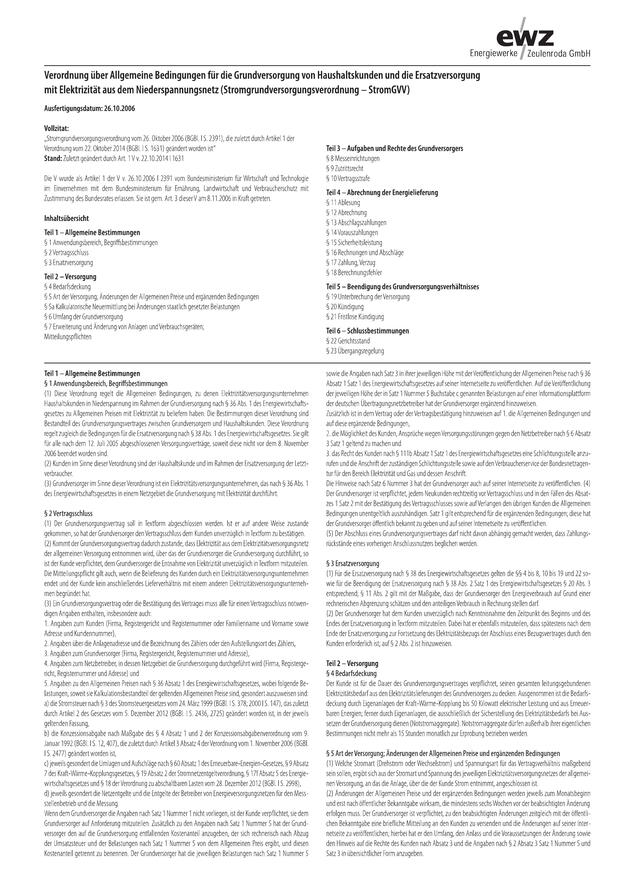 ewz
Energiewerke Zeulenroda GmbH
Verordnung über Allgemeine Bedingungen für die Grundversorgung von Haushaltskunden und die Ersatzversorgung
mit Elektrizität aus dem Niederspannungsnetz (Stromgrundversorgungsverordnung – StromGVV)
Ausfertigungsdatum: 26.10.2006
Vollzitat:
„Stromgrundversorgungsverordnung vom 26. Oktober 2006 (BGBl. I S. 2391), die zuletzt durch Artikel 1 der
Verordnung vom 22. Oktober 2014 (BGBl. I S. 1631) geändert worden ist“
Stand: Zuletzt geändert durch Art. 1 V v. 22.10.2014 I 1631
Die V wurde als Artikel 1 der V v. 26.10.2006 I 2391 vom Bundesministerium für Wirtschaft und Technologie
im Einvernehmen mit dem Bundesministerium für Ernährung, Landwirtschaft und Verbraucherschutz mit
Zustimmung des Bundesrates erlassen. Sie ist gem. Art. 3 dieser V am 8.11.2006 in Kraft getreten.
Inhaltsübersicht
Teil 1 – Allgemeine Bestimmungen
§ 1 Anwendungsbereich, Begriffsbestimmungen
§ 2 Vertragsschluss
§ 3 Ersatzversorgung
Teil 2 – Versorgung
§ 4 Bedarfsdeckung
§ 5 Art der Versorgung, Änderungen der Allgemeinen Preise und ergänzenden Bedingungen
§ 5a Kalkulatorische Neuermittlung bei Änderungen staatlich gesetzter Belastungen
§ 6 Umfang der Grundversorgung
§ 7 Erweiterung und Änderung von Anlagen und Verbrauchsgeräten;
Mitteilungspflichten
Teil 3 – Aufgaben und Rechte des Grundversorgers
§ 8 Messeinrichtungen
§ 9 Zutrittsrecht
§ 10 Vertragsstrafe
Teil 4 – Abrechnung der Energielieferung
§ 11 Ablesung
§ 12 Abrechnung
§ 13 Abschlagszahlungen
§ 14 Vorauszahlungen
§ 15 Sicherheitsleistung
§ 16 Rechnungen und Abschläge
§ 17 Zahlung, Verzug
§ 18 Berechnungsfehler
Teil 5 – Beendigung des Grundversorgungsverhältnisses
§ 19 Unterbrechung der Versorgung
§ 20 Kündigung
§ 21 Fristlose Kündigung
Teil 6 – Schlussbestimmungen
§ 22 Gerichtsstand
§ 23 Übergangsregelung
Teil 1 – Allgemeine Bestimmungen
§ 1 Anwendungsbereich, Begriffsbestimmungen
(1) Diese Verordnung regelt die Allgemeinen Bedingungen, zu denen Elektrizitätsversorgungsunternehmen
Haushaltskunden in Niederspannung im Rahmen der Grundversorgung nach § 36 Abs. 1 des Energiewirtschafts-
gesetzes zu Allgemeinen Preisen mit Elektrizität zu beliefern haben. Die Bestimmungen dieser Verordnung sind
Bestandteil des Grundversorgungsvertrages zwischen Grundversorgern und Haushaltskunden. Diese Verordnung
regelt zugleich die Bedingungen für die Ersatzversorgung nach § 38 Abs. 1 des Energiewirtschaftsgesetzes. Sie gilt
für alle nach dem 12. Juli 2005 abgeschlossenen Versorgungsverträge, soweit diese nicht vor dem 8. November
2006 beendet worden sind.
(2) Kunden im Sinne dieser Verordnung sind der Haushaltskunde und im Rahmen der Ersatzversorgung der Letzt-
verbraucher.
(3) Grundversorger im Sinne dieser Verordnung ist ein Elektrizitätsversorgungsunternehmen, das nach § 36 Abs. 1
des Energiewirtschaftsgesetzes in einem Netzgebiet die Grundversorgung mit Elektrizität durchführt.
§ 2 Vertragsschluss
(1) Der Grundversorgungsvertrag soll in Textform abgeschlossen werden. Ist er auf andere Weise zustande
gekommen, so hat der Grundversorger den Vertragsschluss dem Kunden unverzüglich in Textform zu bestätigen.
(2) Kommt der Grundversorgungsvertrag dadurch zustande, dass Elektrizität aus dem Elektrizitätsversorgungsnetz
der allgemeinen Versorgung entnommen wird, über das der Grundversorger die Grundversorgung durchführt, so
ist der Kunde verpflichtet, dem Grundversorger die Entnahme von Elektrizität unverzüglich in Textform mitzuteilen.
Die Mitteilungspflicht gilt auch, wenn die Belieferung des Kunden durch ein Elektrizitätsversorgungsunternehmen
endet und der Kunde kein anschließendes Lieferverhältnis mit einem anderen Elektrizitätsversorgungsunterneh-
men begründet hat.
(3) Ein Grundversorgungsvertrag oder die Bestätigung des Vertrages muss alle für einen Vertragsschluss notwen-
digen Angaben enthalten, insbesondere auch:
1. Angaben zum Kunden (Firma, Registergericht und Registernummer oder Familienname und Vorname sowie
Adresse und Kundennummer),
2. Angaben über die Anlagenadresse und die Bezeichnung des Zählers oder den Aufstellungsort des Zählers,
3. Angaben zum Grundversorger (Firma, Registergericht, Registernummer und Adresse),
4. Angaben zum Netzbetreiber, in dessen Netzgebiet die Grundversorgung durchgeführt wird (Firma, Registerge-
richt, Registernummer und Adresse) und
5. Angaben zu den Allgemeinen Preisen nach § 36 Absatz 1 des Energiewirtschaftsgesetzes, wobei folgende Be-
lastungen, soweit sie Kalkulationsbestandteil der geltenden Allgemeinen Preise sind, gesondert auszuweisen sind:
a) die Stromsteuer nach § 3 des Stromsteuergesetzes vom 24. März 1999 (BGBl. I S. 378; 2000 I S. 147), das zuletzt
durch Artikel 2 des Gesetzes vom 5. Dezember 2012 (BGBl. I S. 2436, 2725) geändert worden ist, in der jeweils
geltenden Fassung,
b) die Konzessionsabgabe nach Maßgabe des § 4 Absatz 1 und 2 der Konzessionsabgabenverordnung vom 9.
Januar 1992 (BGBl. I S. 12, 407), die zuletzt durch Artikel 3 Absatz 4 der Verordnung vom 1. November 2006 (BGBl.
I S. 2477) geändert worden ist,
c) jeweils gesondert die Umlagen und Aufschläge nach § 60 Absatz 1 des Erneuerbare-Energien-Gesetzes, § 9 Absatz
7 des Kraft-Wärme-Kopplungsgesetzes, § 19 Absatz 2 der Stromnetzentgeltverordnung, § 17f Absatz 5 des Energie-
wirtschaftsgesetzes und § 18 der Verordnung zu abschaltbaren Lasten vom 28. Dezember 2012 (BGBl. I S. 2998),
d) jeweils gesondert die Netzentgelte und die Entgelte der Betreiber von Energieversorgungsnetzen für den Mess-
stellenbetrieb und die Messung
Wenn dem Grundversorger die Angaben nach Satz 1 Nummer 1 nicht vorliegen, ist der Kunde verpflichtet, sie dem
Grundversorger auf Anforderung mitzuteilen. Zusätzlich zu den Angaben nach Satz 1 Nummer 5 hat der Grund-
versorger den auf die Grundversorgung entfallenden Kostenanteil anzugeben, der sich rechnerisch nach Abzug
der Umsatzsteuer und der Belastungen nach Satz 1 Nummer 5 von dem Allgemeinen Preis ergibt, und diesen
Kostenanteil getrennt zu benennen. Der Grundversorger hat die jeweiligen Belastungen nach Satz 1 Nummer 5
sowie die Angaben nach Satz 3 in ihrer jeweiligen Höhe mit der Veröffentlichung der Allgemeinen Preise nach § 36
Absatz 1 Satz 1 des Energiewirtschaftsgesetzes auf seiner Internetseite zu veröffentlichen. Auf die Veröffentlichung
der jeweiligen Höhe der in Satz 1 Nummer 5 Buchstabe c genannten Belastungen auf einer Informationsplattform
der deutschen Übertragungsnetzbetreiber hat der Grundversorger ergänzend hinzuweisen.
Zusätzlich ist in dem Vertrag oder der Vertragsbestätigung hinzuweisen auf 1. die Allgemeinen Bedingungen und
auf diese ergänzende Bedingungen,
2. die Möglichkeit des Kunden, Ansprüche wegen Versorgungsstörungen gegen den Netzbetreiber nach § 6 Absatz
3 Satz 1 geltend zu machen und
3. das Recht des Kunden nach § 111b Absatz 1 Satz 1 des Energiewirtschaftsgesetzes eine Schlichtungsstelle anzu-
rufen und die Anschrift der zuständigen Schlichtungsstelle sowie auf den Verbraucherservice der Bundesnetzagen-
tur für den Bereich Elektrizität und Gas und dessen Anschrift.
Die Hinweise nach Satz 6 Nummer 3 hat der Grundversorger auch auf seiner Internetseite zu veröffentlichen. (4)
Der Grundversorger ist verpflichtet, jedem Neukunden rechtzeitig vor Vertragsschluss und in den Fällen des Absat-
zes 1 Satz 2 mit der Bestätigung des Vertragsschlusses sowie auf Verlangen den übrigen Kunden die Allgemeinen
Bedingungen unentgeltlich auszuhändigen. Satz 1 gilt entsprechend für die ergänzenden Bedingungen; diese hat
der Grundversorger öffentlich bekannt zu geben und auf seiner Internetseite zu veröffentlichen.
(5) Der Abschluss eines Grundversorgungsvertrages darf nicht davon abhängig gemacht werden, dass Zahlungs-
rückstände eines vorherigen Anschlussnutzers beglichen werden.
§ 3 Ersatzversorgung
(1) Für die Ersatzversorgung nach § 38 des Energiewirtschaftsgesetzes gelten die §§ 4 bis 8, 10 bis 19 und 22 so-
wie für die Beendigung der Ersatzversorgung nach § 38 Abs. 2 Satz 1 des Energiewirtschaftsgesetzes § 20 Abs. 3
entsprechend; § 11 Abs. 2 gilt mit der Maßgabe, dass der Grundversorger den Energieverbrauch auf Grund einer
rechnerischen Abgrenzung schätzen und den anteiligen Verbrauch in Rechnung stellen darf.
(2) Der Grundversorger hat dem Kunden unverzüglich nach Kenntnisnahme den Zeitpunkt des Beginns und des
Endes der Ersatzversorgung in Textform mitzuteilen. Dabei hat er ebenfalls mitzuteilen, dass spätestens nach dem
Ende der Ersatzversorgung zur Fortsetzung des Elektrizitätsbezugs der Abschluss eines Bezugsvertrages durch den
Kunden erforderlich ist; auf § 2 Abs. 2 ist hinzuweisen.
Teil 2 – Versorgung
§ 4 Bedarfsdeckung
Der Kunde ist für die Dauer des Grundversorgungsvertrages verpflichtet, seinen gesamten leitungsgebundenen
Elektrizitätsbedarf aus den Elektrizitätslieferungen des Grundversorgers zu decken. Ausgenommen ist die Bedarfs-
deckung durch Eigenanlagen der Kraft-Wärme-Kopplung bis 50 Kilowatt elektrischer Leistung und aus Erneuer-
baren Energien; ferner durch Eigenanlagen, die ausschließlich der Sicherstellung des Elektrizitätsbedarfs bei Aus-
setzen der Grundversorgung dienen (Notstromaggregate). Notstromaggregate dürfen außerhalb ihrer eigentlichen
Bestimmung nicht mehr als 15 Stunden monatlich zur Erprobung betrieben werden.
§ 5 Art der Versorgung; Änderungen der Allgemeinen Preise und ergänzenden Bedingungen
(1) Welche Stromart (Drehstrom oder Wechselstrom) und Spannungsart für das Vertragsverhältnis maßgebend
sein sollen, ergibt sich aus der Stromart und Spannung des jeweiligen Elektrizitätsversorgungsnetzes der allgemei-
nen Versorgung, an das die Anlage, über die der Kunde Strom entnimmt, angeschlossen ist.
(2) Änderungen der Allgemeinen Preise und der ergänzenden Bedingungen werden jeweils zum Monatsbeginn
und erst nach öffentlicher Bekanntgabe wirksam, die mindestens sechs Wochen vor der beabsichtigten Änderung
erfolgen muss. Der Grundversorger ist verpflichtet, zu den beabsichtigten Änderungen zeitgleich mit der öffentli-
chen Bekanntgabe eine briefliche Mitteilung an den Kunden zu versenden und die Änderungen auf seiner Inter-
netseite zu veröffentlichen; hierbei hat er den Umfang, den Anlass und die Voraussetzungen der Änderung sowie
den Hinweis auf die Rechte des Kunden nach Absatz 3 und die Angaben nach § 2 Absatz 3 Satz 1 Nummer 5 und
Satz 3 in übersichtlicher Form anzugeben.